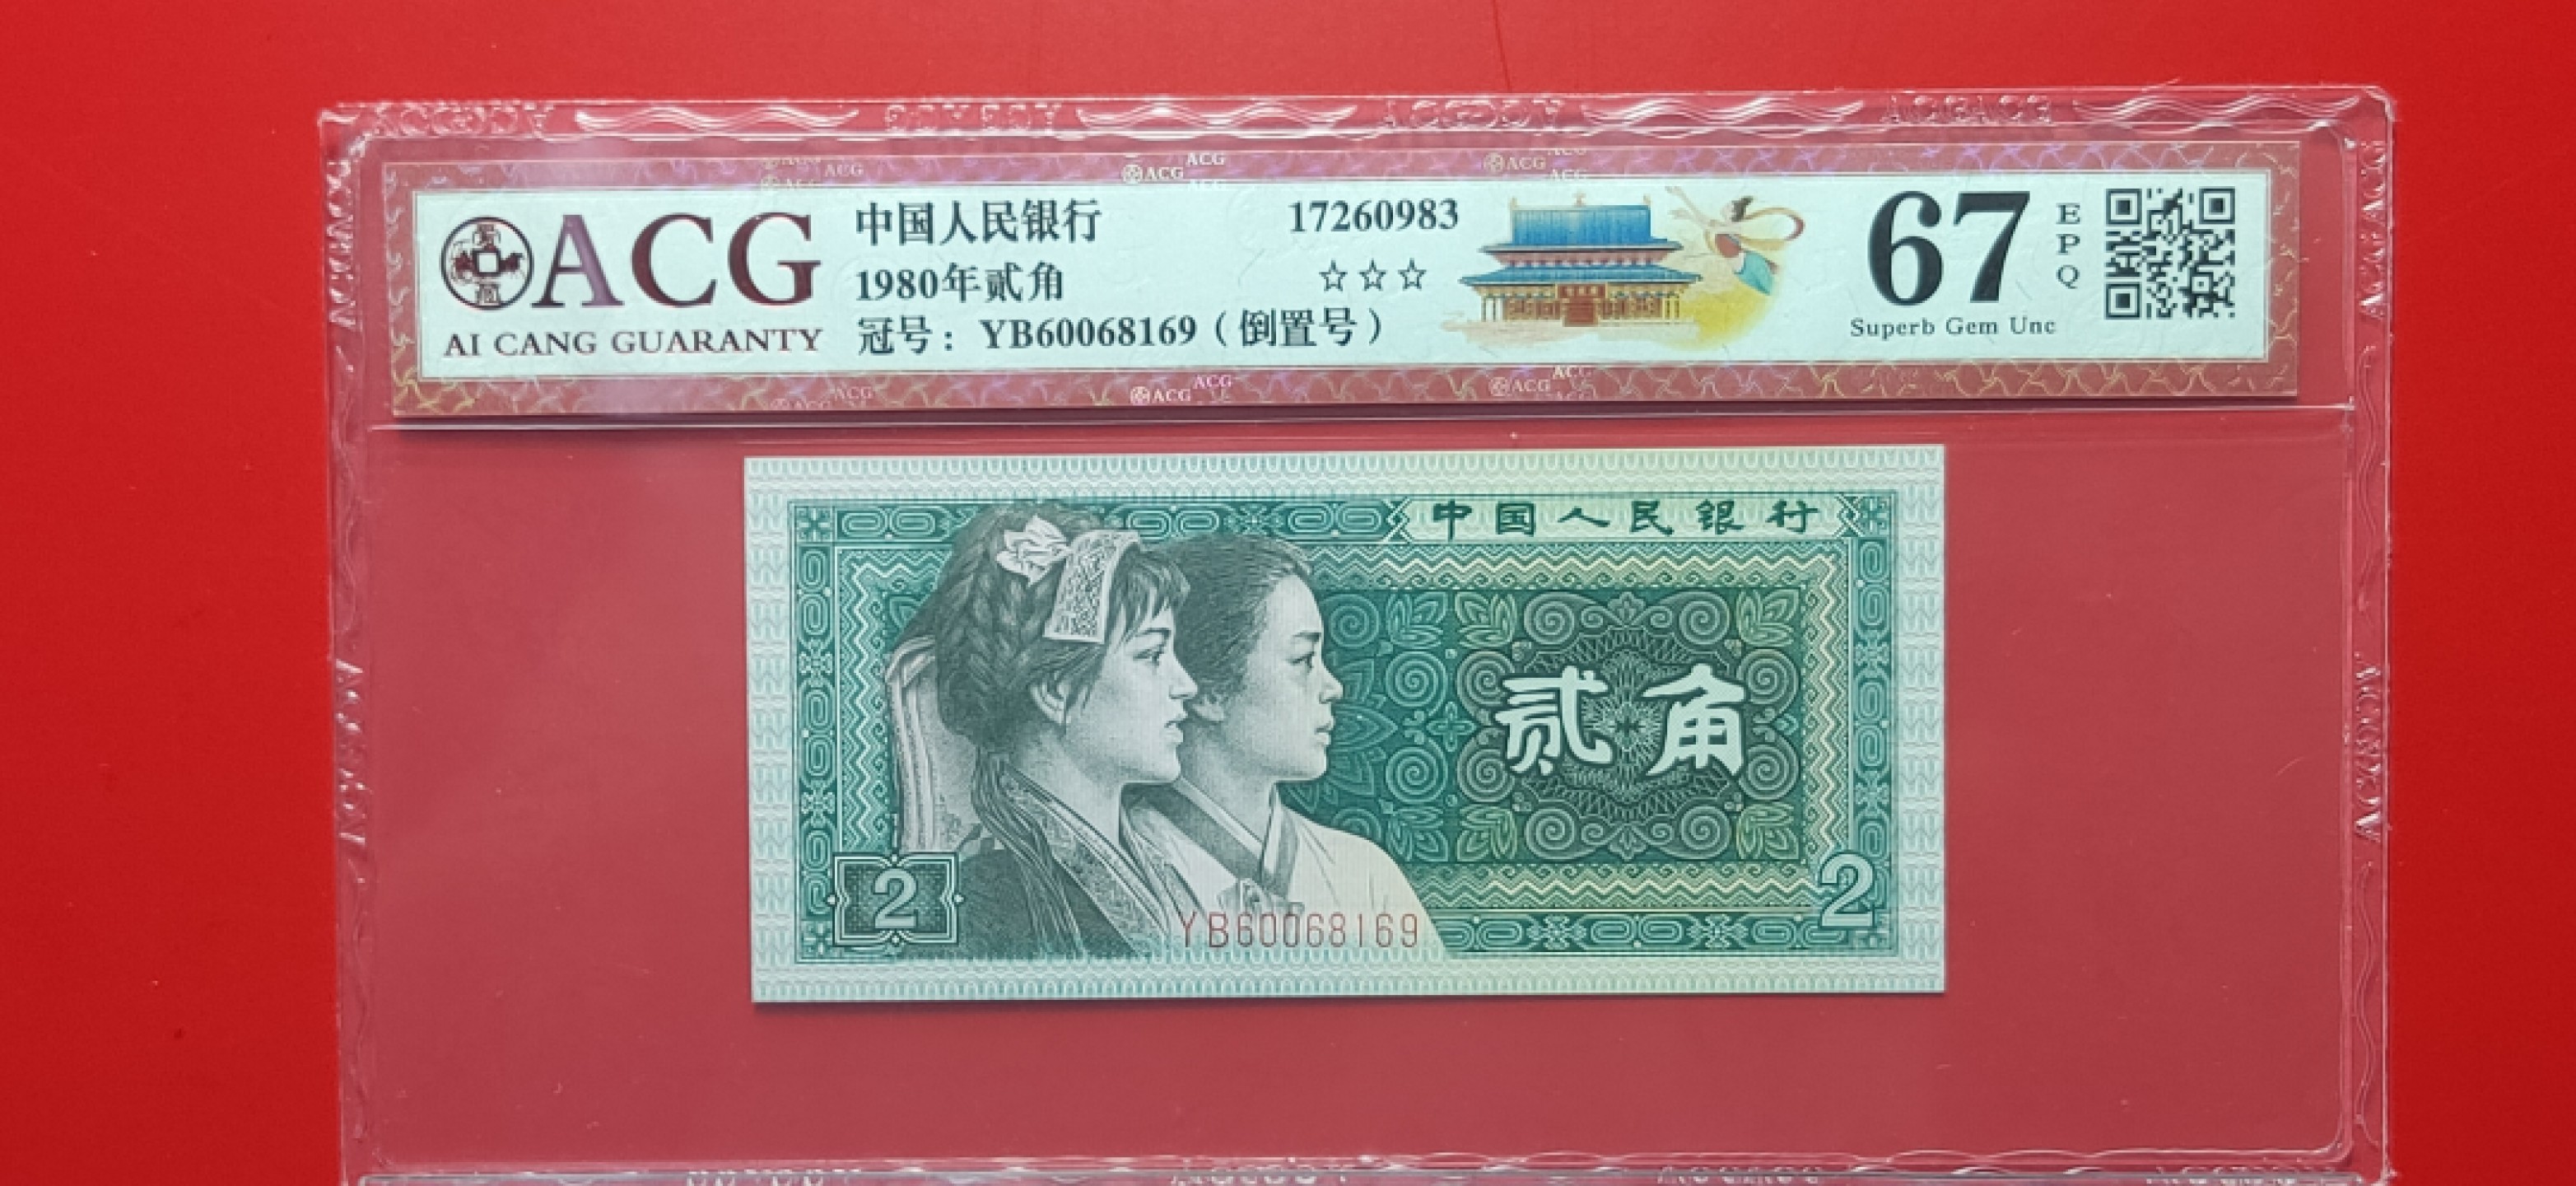 ACG
AI CANG GUARANTY
中国人民银行 17260983
1980年贰角 ☆☆☆
冠号：YB60068169（倒置号）
67
EPQ
Superb Gem Unc
中国人民银行
贰角
2
YB60068169
2